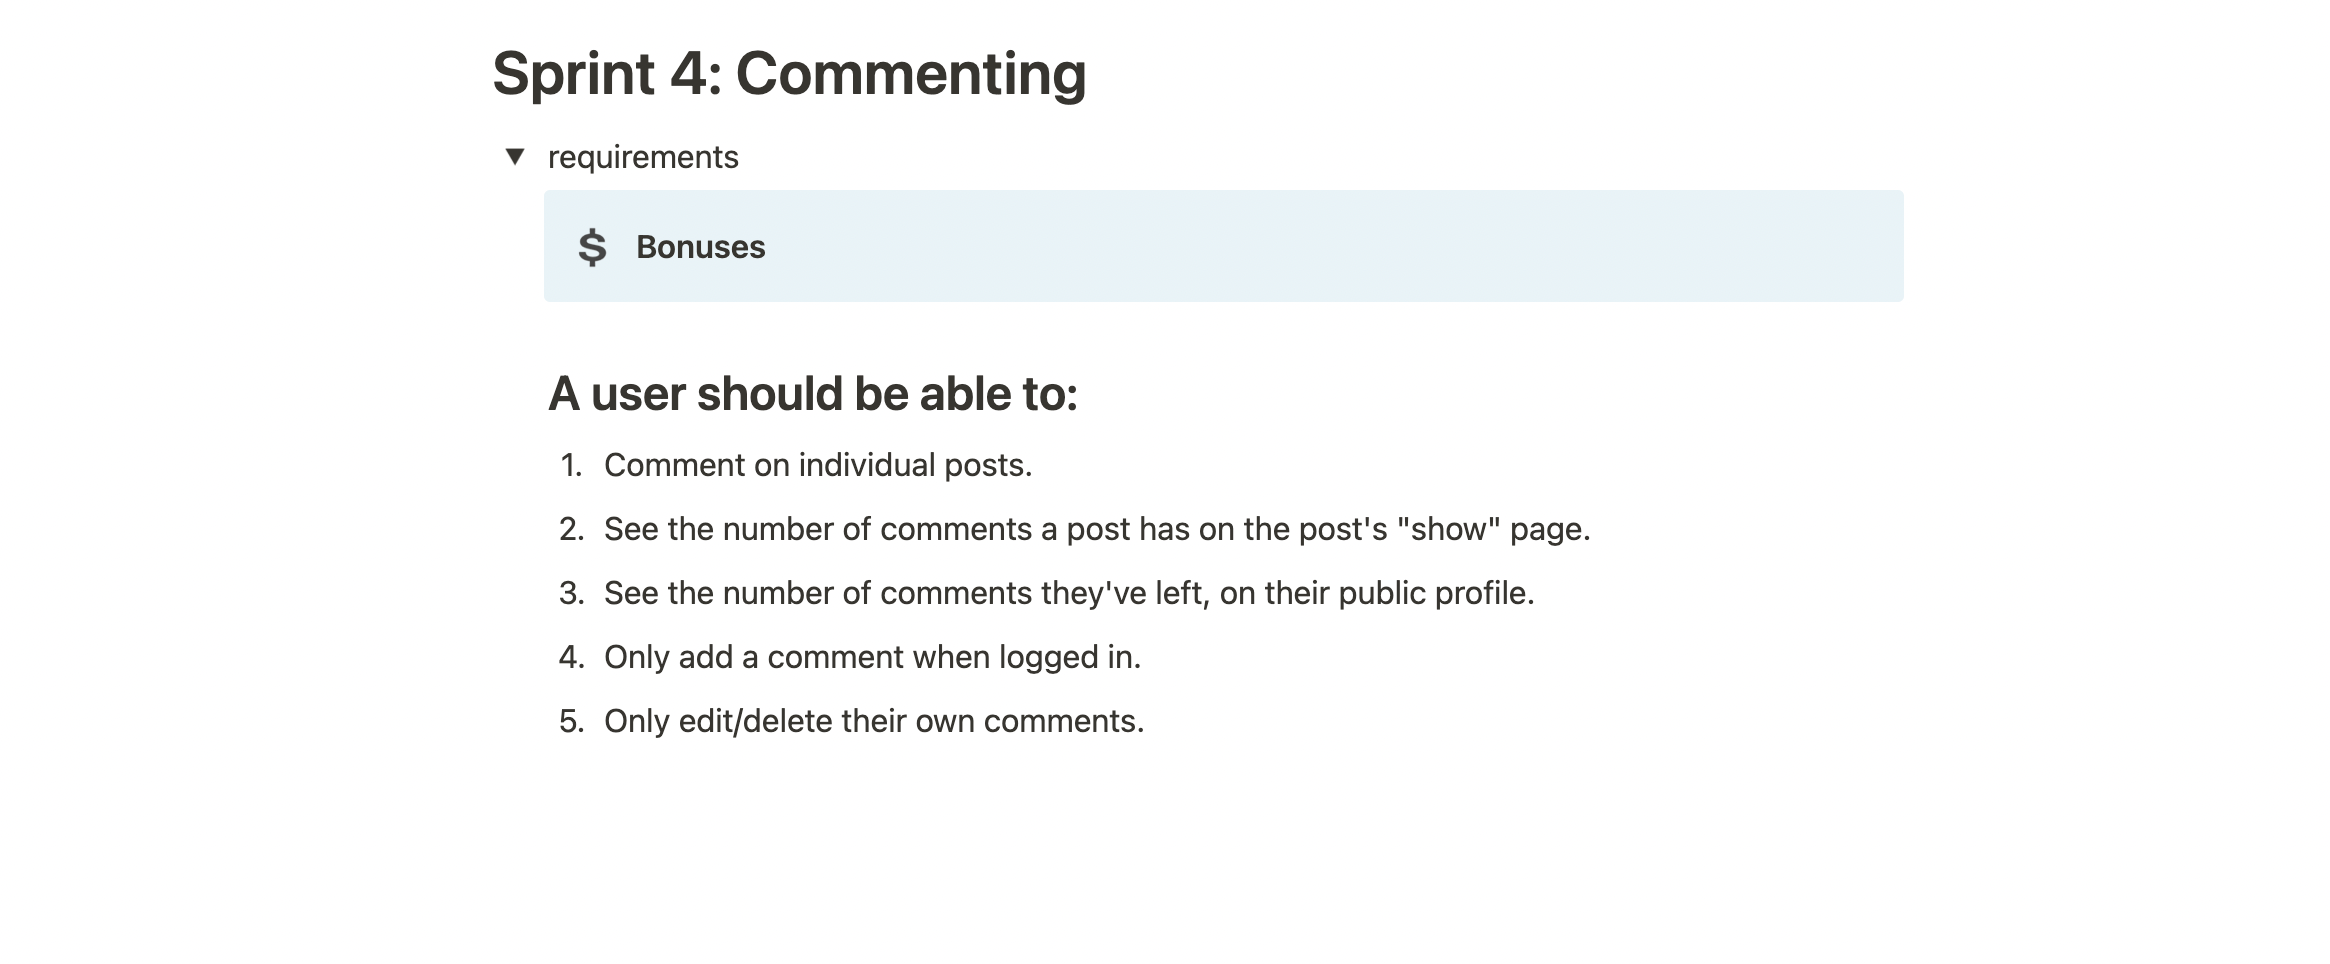 Sprint 4: Commenting
requirements
$ Bonuses
A user should be able to:
1. Comment on individual posts.
2. See the number of comments a post has on the post's "show" page.
3. See the number of comments they've left, on their public profile.
4. Only add a comment when logged in.
5. Only edit/delete their own comments.